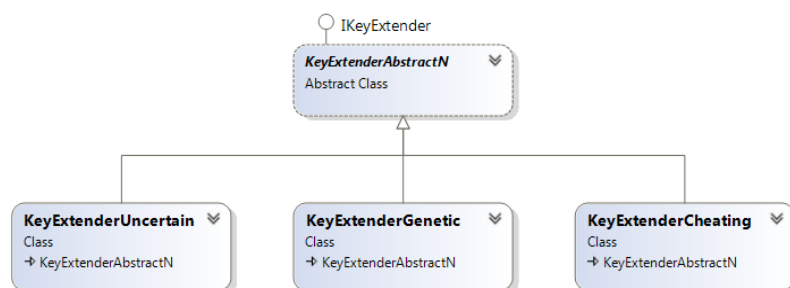 IKeyExtender
KeyExtenderAbstractN
Abstract Class
KeyExtenderUncertain
Class
KeyExtenderAbstractN
KeyExtenderGenetic
Class
KeyExtenderAbstractN
KeyExtenderCheating
Class
KeyExtenderAbstractN